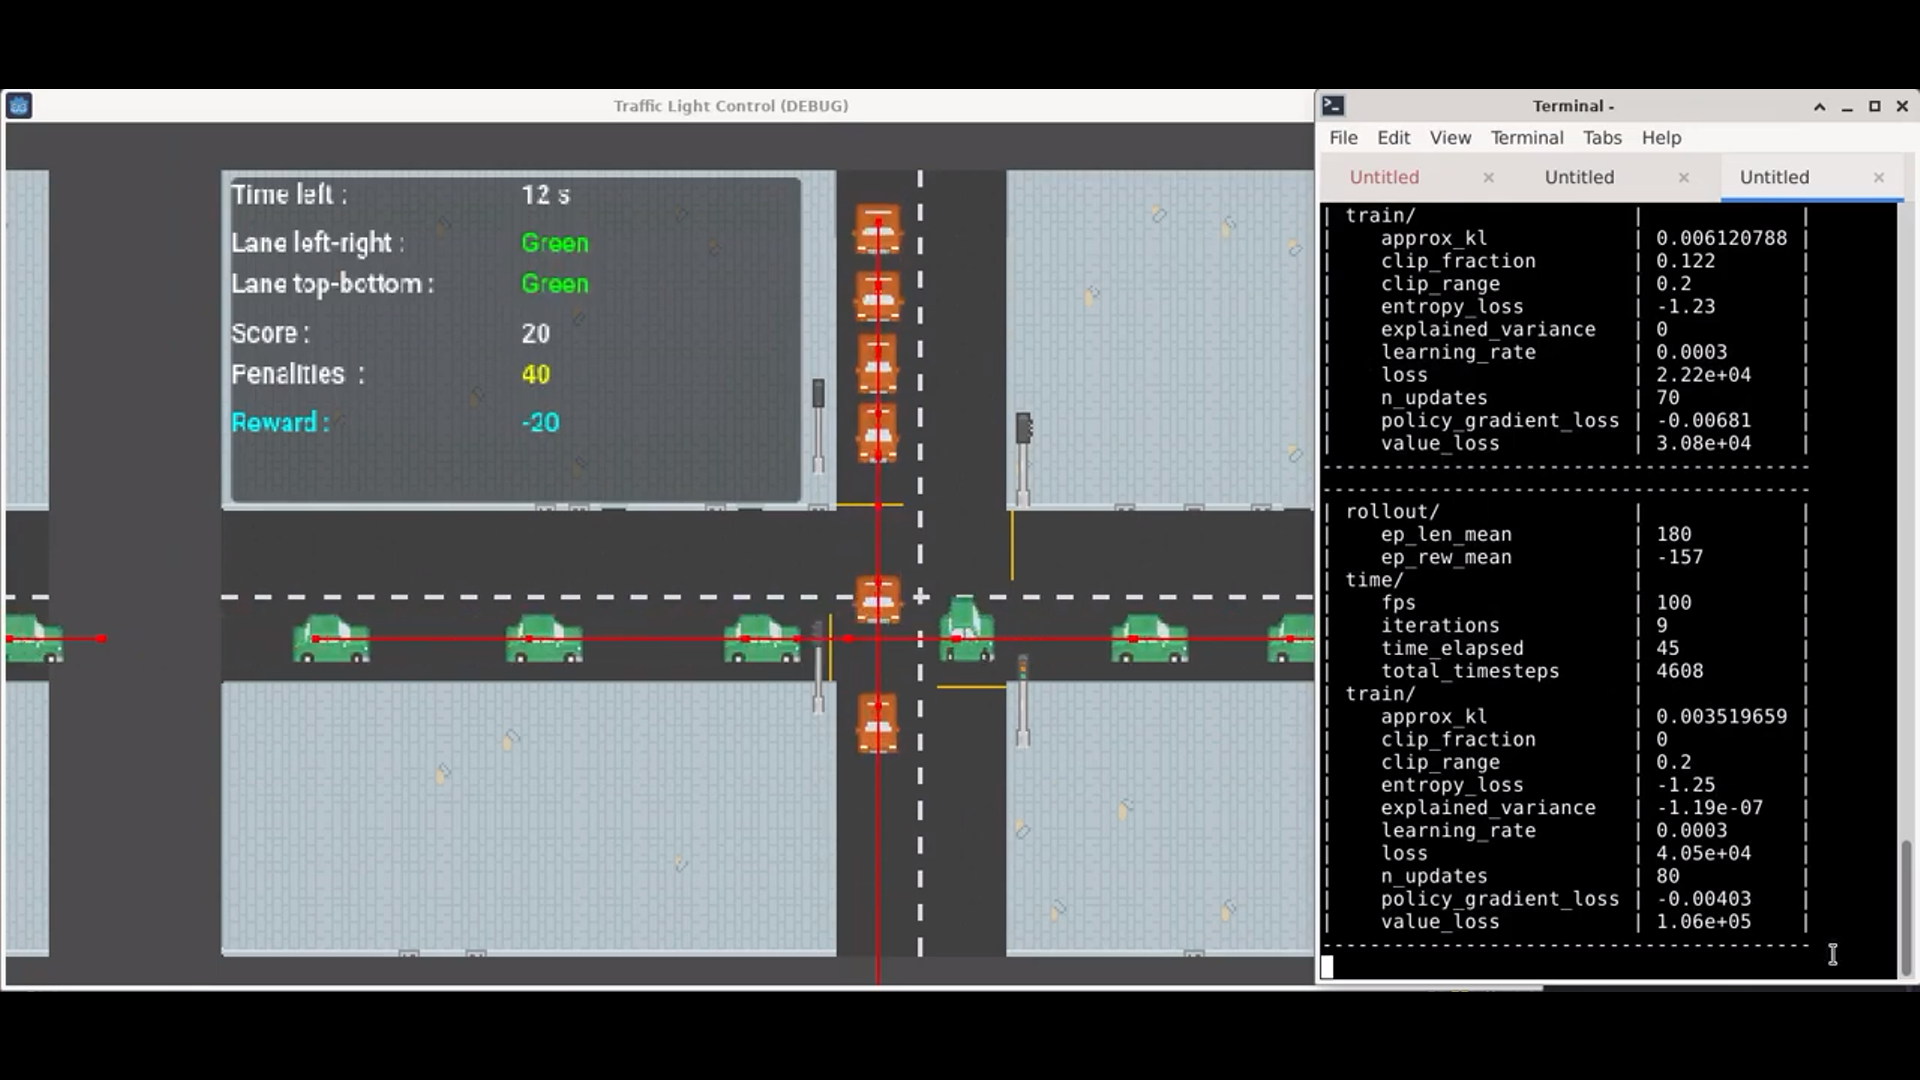 Traffic Light Control (DEBUG)
Time left : 12 s
Lane left-right : Green
Lane top-bottom : Green
Score : 20
Penalities : 40
Reward : -20
Terminal -
File Edit View Terminal Tabs Help
Untitled Untitled Untitled
train/
approx_kl | 0.006120788
clip_fraction | 0.122
clip_range | 0.2
entropy_loss | -1.23
explained_variance | 0
learning_rate | 0.0003
loss | 2.22e+04
n_updates | 70
policy_gradient_loss | -0.00681
value_loss | 3.08e+04
rollout/
ep_len_mean | 180
ep_rew_mean | -157
time/
fps | 100
iterations | 9
time_elapsed | 45
total_timesteps | 4608
train/
approx_kl | 0.003519659
clip_fraction | 0
clip_range | 0.2
entropy_loss | -1.25
explained_variance | -1.19e-07
learning_rate | 0.0003
loss | 4.05e+04
n_updates | 80
policy_gradient_loss | -0.00403
value_loss | 1.06e+05